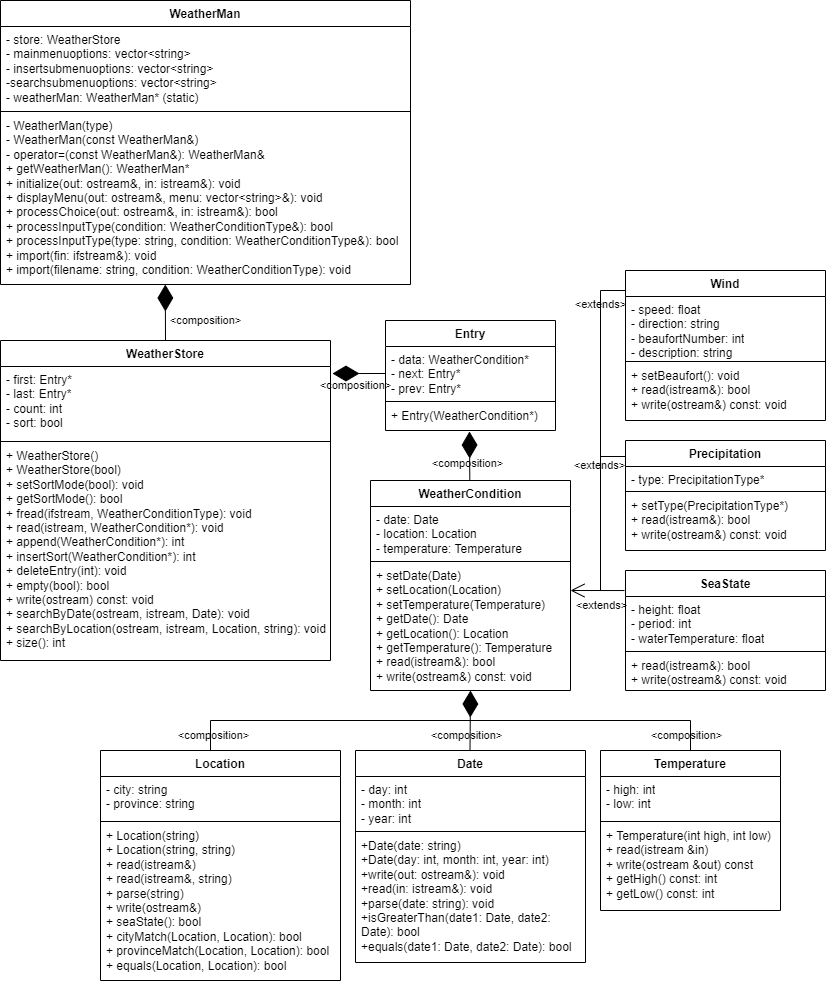 WeatherMan
- store: WeatherStore
- mainmenuoptions: vector<string>
- insertsubmenuoptions: vector<string>
-searchsubmenuoptions: vector<string>
- weatherMan: WeatherMan* (static)
- WeatherMan(type)
- WeatherMan(const WeatherMan&)
- operator=(const WeatherMan&): WeatherMan&
+ getWeatherMan(): WeatherMan*
+ initialize(out: ostream&, in: istream&): void
+ displayMenu(out: ostream&, menu: vector<string>&): void
+ processChoice(out: ostream&, in: istream&): bool
+ processInputType(condition: WeatherConditionType&): bool
+ processInputType(type: string, condition: WeatherConditionType&): bool
+ import(fin: ifstream&): void
+ import(filename: string, condition: WeatherConditionType): void
<composition>
WeatherStore
- first: Entry*
- last: Entry*
- count: int
- sort: bool
+ WeatherStore()
+ WeatherStore(bool)
+ setSortMode(bool): void
+ getSortMode(): bool
+ fread(ifstream, WeatherConditionType): void
+ read(istream, WeatherCondition*): void
+ append(WeatherCondition*): int
+ insertSort(WeatherCondition*): int
+ deleteEntry(int): void
+ empty(bool): bool
+ write(ostream) const: void
+ searchByDate(ostream, istream, Date): void
+ searchByLocation(ostream, istream, Location, string): void
+ size(): int
<composition>
Entry
- data: WeatherCondition*
- next: Entry*
- prev: Entry*
+ Entry(WeatherCondition*)
<composition>
WeatherCondition
- date: Date
- location: Location
- temperature: Temperature
+ setDate(Date)
+ setLocation(Location)
+ setTemperature(Temperature)
+ getDate(): Date
+ getLocation(): Location
+ getTemperature(): Temperature
+ read(istream&): bool
+ write(ostream&) const: void
<extends>
Wind
- speed: float
- direction: string
- beaufortNumber: int
- description: string
+ setBeaufort(): void
+ read(istream&): bool
+ write(ostream&) const: void
<extends>
Precipitation
- type: PrecipitationType*
+ setType(PrecipitationType*)
+ read(istream&): bool
+ write(ostream&) const: void
<extends>
SeaState
- height: float
- period: int
- waterTemperature: float
+ read(istream&): bool
+ write(ostream&) const: void
<composition>
Location
- city: string
- province: string
+ Location(string)
+ Location(string, string)
+ read(istream&)
+ read(istream&, string)
+ parse(string)
+ write(ostream&)
+ seaState(): bool
+ cityMatch(Location, Location): bool
+ provinceMatch(Location, Location): bool
+ equals(Location, Location): bool
<composition>
Date
- day: int
- month: int
- year: int
+Date(date: string)
+Date(day: int, month: int, year: int)
+write(out: ostream&): void
+read(in: istream&): void
+parse(date: string): void
+isGreaterThan(date1: Date, date2:
Date): bool
+equals(date1: Date, date2: Date): bool
<composition>
Temperature
- high: int
- low: int
+ Temperature(int high, int low)
+ read(istream &in)
+ write(ostream &out) const
+ getHigh() const: int
+ getLow() const: int